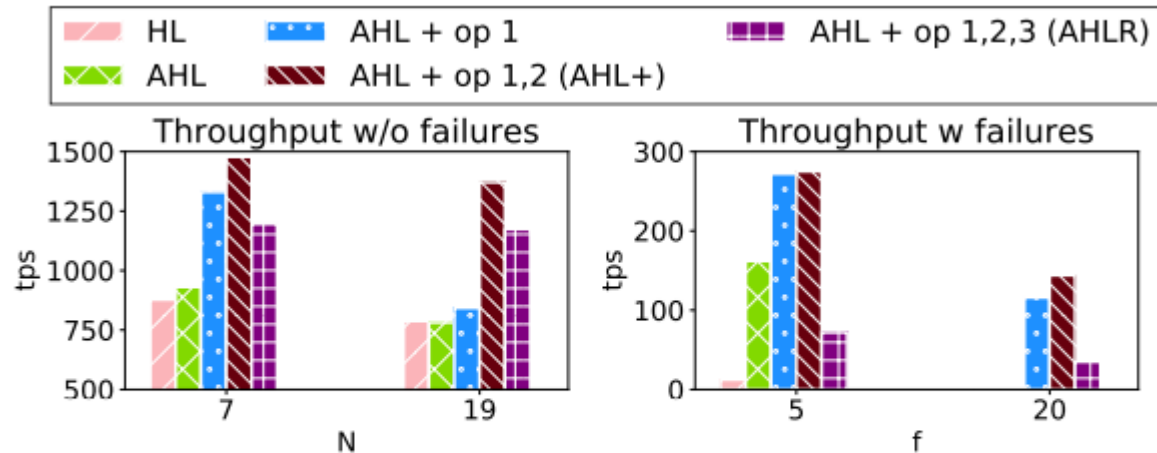 HL AHL + op 1 AHL + op 1,2,3 (AHLR)
AHL AHL + op 1,2 (AHL+)
Throughput w/o failures Throughput w failures
1500 300
1250
200
1000
tps tps
100
750
500 0
7 19 5 20
N f